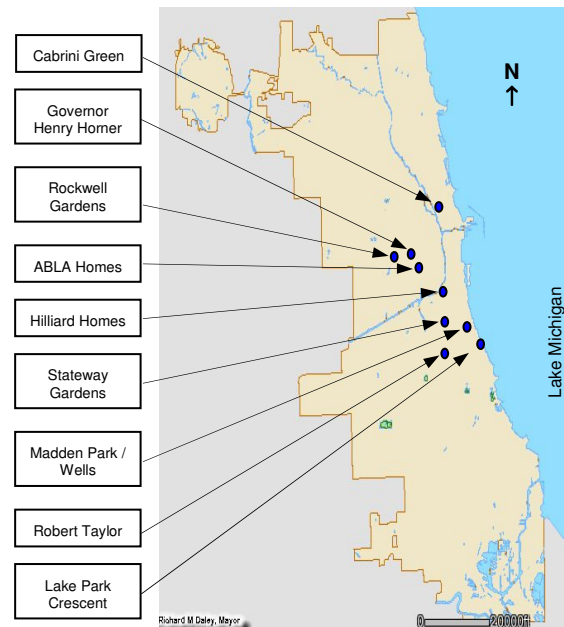 Cabrini Green
Governor
Henry Horner
Rockwell
Gardens
ABLA Homes
Hilliard Homes
Stateway
Gardens
Madden Park /
Wells
Robert Taylor
Lake Park
Crescent
N
Lake Michigan
Richard M Daley, Mayor
0 20000ft